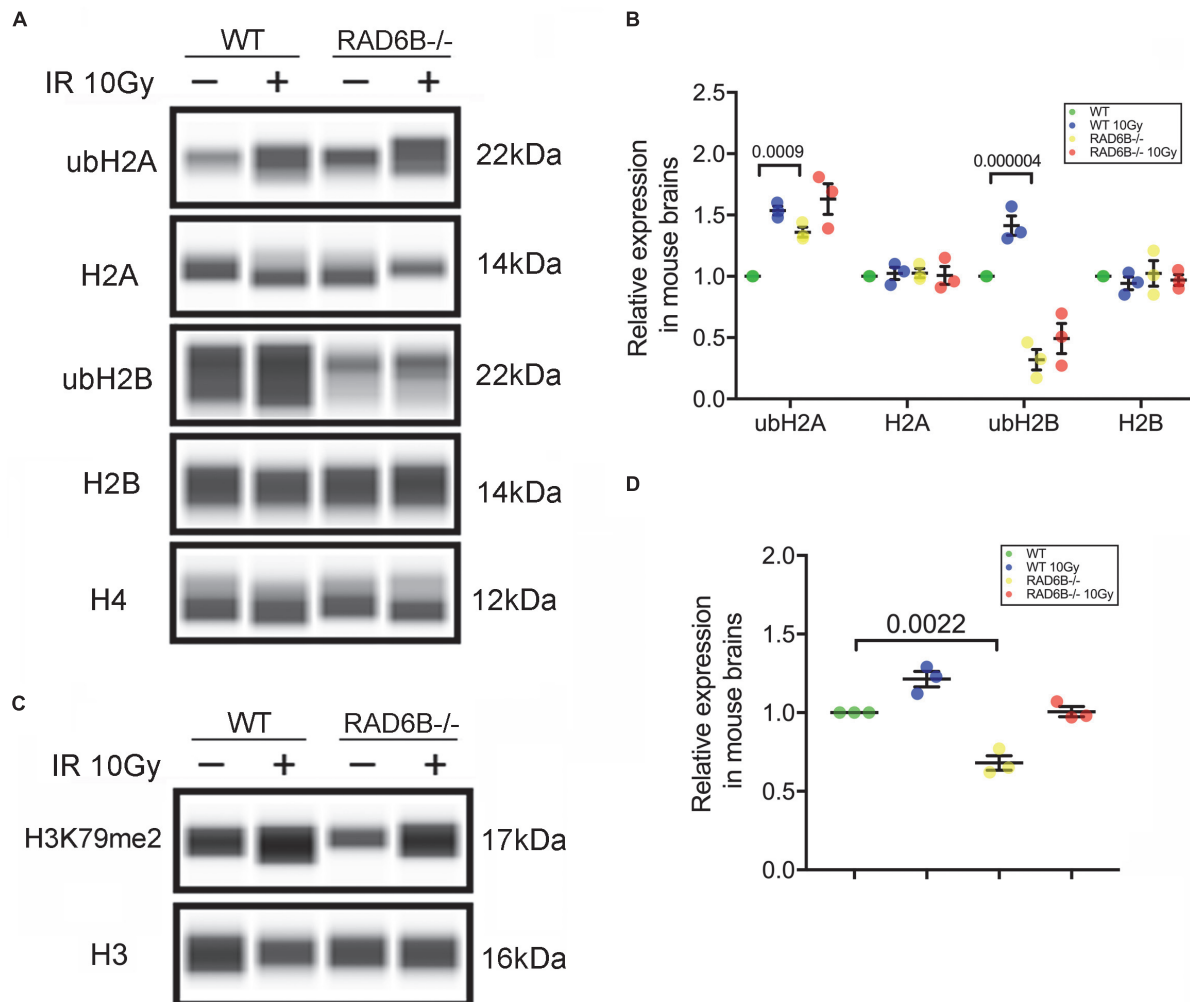 A
WT RAD6B-/-
IR 10Gy − + − +
ubH2A 22kDa
H2A 14kDa
ubH2B 22kDa
H2B 14kDa
H4 12kDa
B
Relative expression
in mouse brains
2.5
2.0
1.5
1.0
0.5
0.0
WT
WT 10Gy
RAD6B-/-
RAD6B-/- 10Gy
0.0009
0.000004
ubH2A H2A ubH2B H2B
C
WT RAD6B-/-
IR 10Gy − + − +
H3K79me2 17kDa
H3 16kDa
D
Relative expression
in mouse brains
2.0
1.5
1.0
0.5
0.0
WT
WT 10Gy
RAD6B-/-
RAD6B-/- 10Gy
0.0022